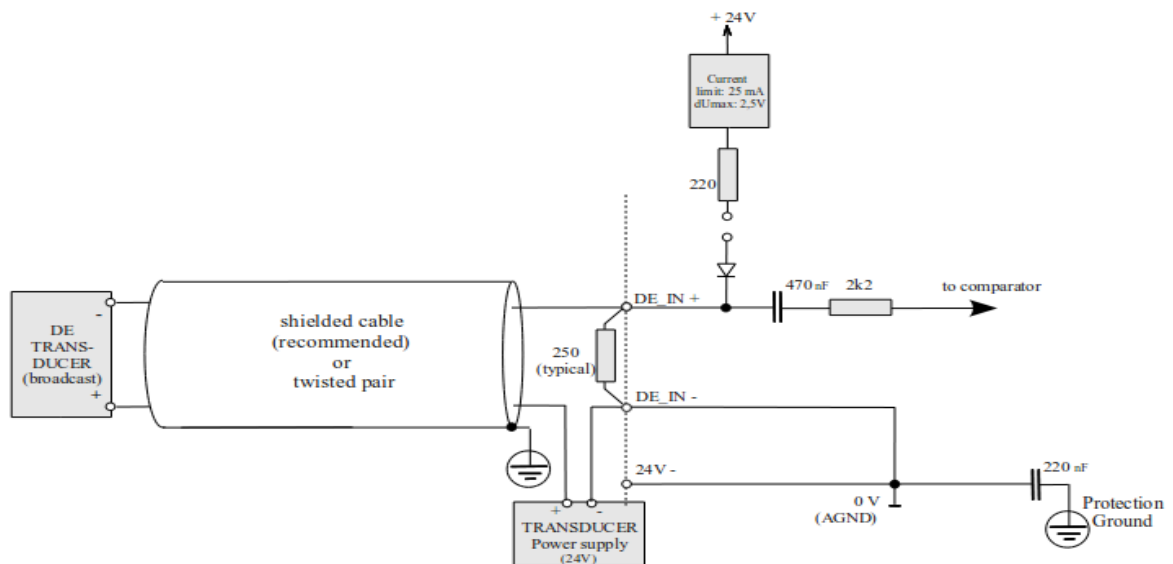 + 24V
Current
limit: 25 mA
dUmax: 2,5V
220
DE_IN +
470 nF
2k2
to comparator
-
DE
TRANS-
DUCER
(broadcast)
+
shielded cable
(recommended)
or
twisted pair
250
(typical)
DE_IN -
24V -
0 V
(AGND)
220 nF
Protection
Ground
+ -
TRANSDUCER
Power supply
(24V)